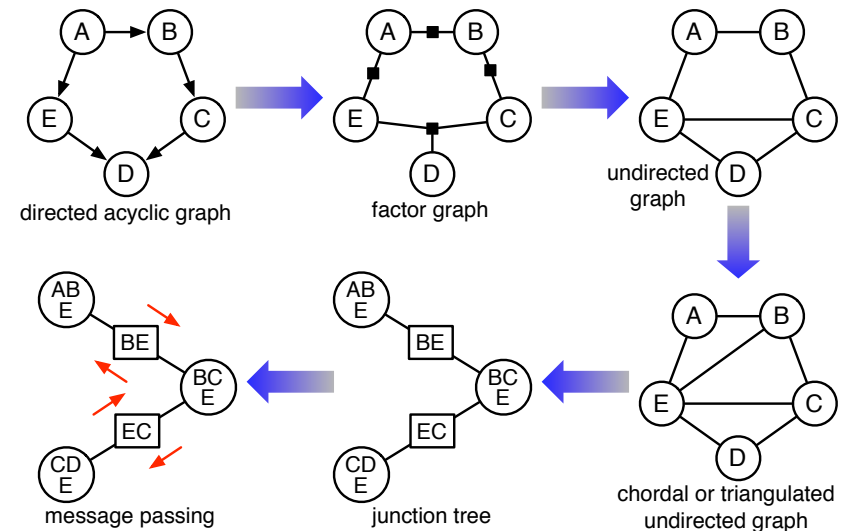 A B
E C
D
directed acyclic graph
A B
E C
D
factor graph
A B
E C
D
undirected
graph
A B
E C
D
chordal or triangulated
undirected graph
AB
E
BE
BC
E
EC
CD
E
junction tree
AB
E
BE
BC
E
EC
CD
E
message passing